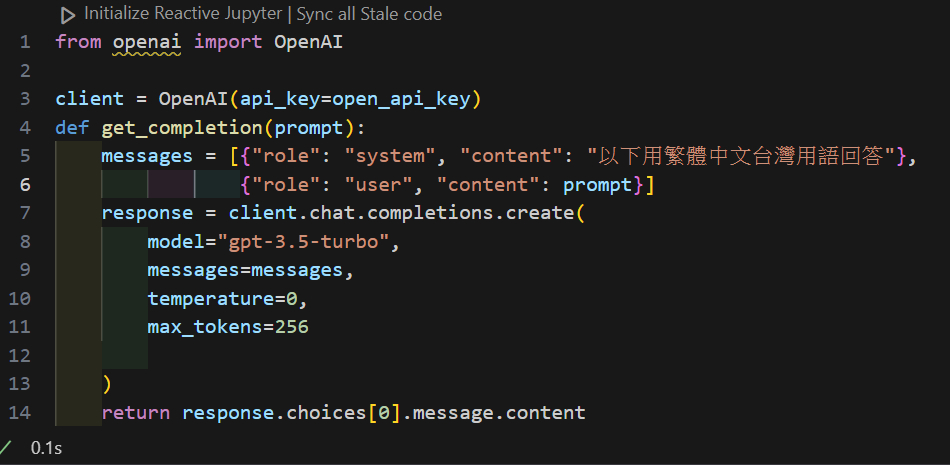 Initialize Reactive Jupyter | Sync all Stale code
1 from openai import OpenAI
2
3 client = OpenAI(api_key=open_api_key)
4 def get_completion(prompt):
5     messages = [{"role": "system", "content": "以下用繁體中文台灣用語回答"},
6                 {"role": "user", "content": prompt}]
7     response = client.chat.completions.create(
8         model="gpt-3.5-turbo",
9         messages=messages,
10         temperature=0,
11         max_tokens=256
12
13     )
14     return response.choices[0].message.content
0.1s